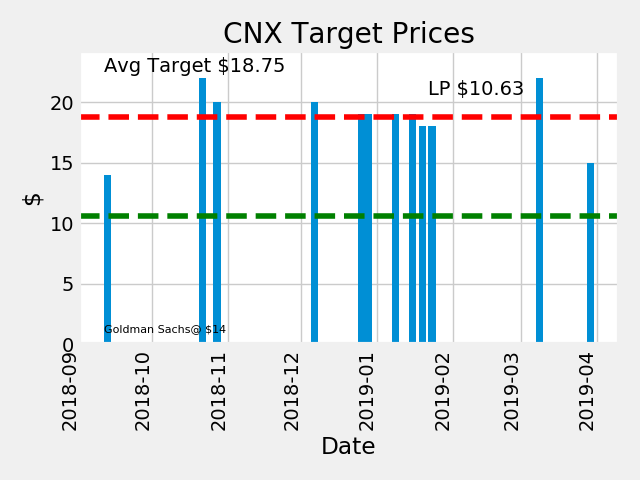 CNX Target Prices
Avg Target $18.75
LP $10.63
20
15
10
5
0
$
Goldman Sachs@ $14
2018-09
2018-10
2018-11
2018-12
2019-01
2019-02
2019-03
2019-04
Date